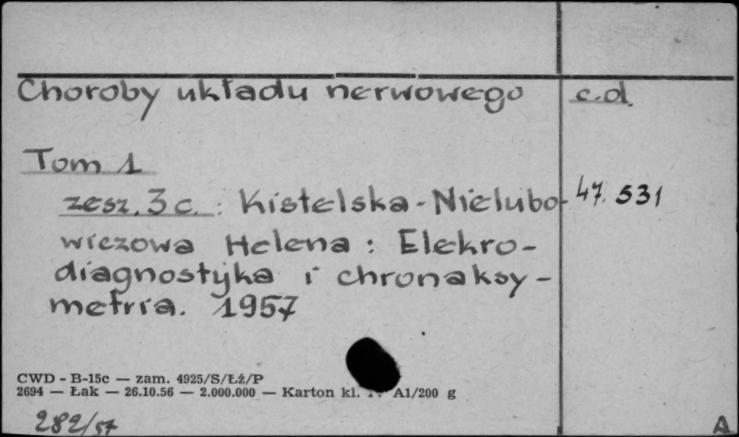 Choroby układu nerwowego c.d.
Tom 1
zesz. 3c. : Kistelska-Nielubo- 47.531
wiczowa Helena : Elekro-
diagnostyka i chronaksy-
metria. 1957
CWD - B-15c — zam. 4925/S/Łż/P
2694 — Łak — 26.10.56 — 2.000.000 — Karton kl. A1/200 g
282/57
A